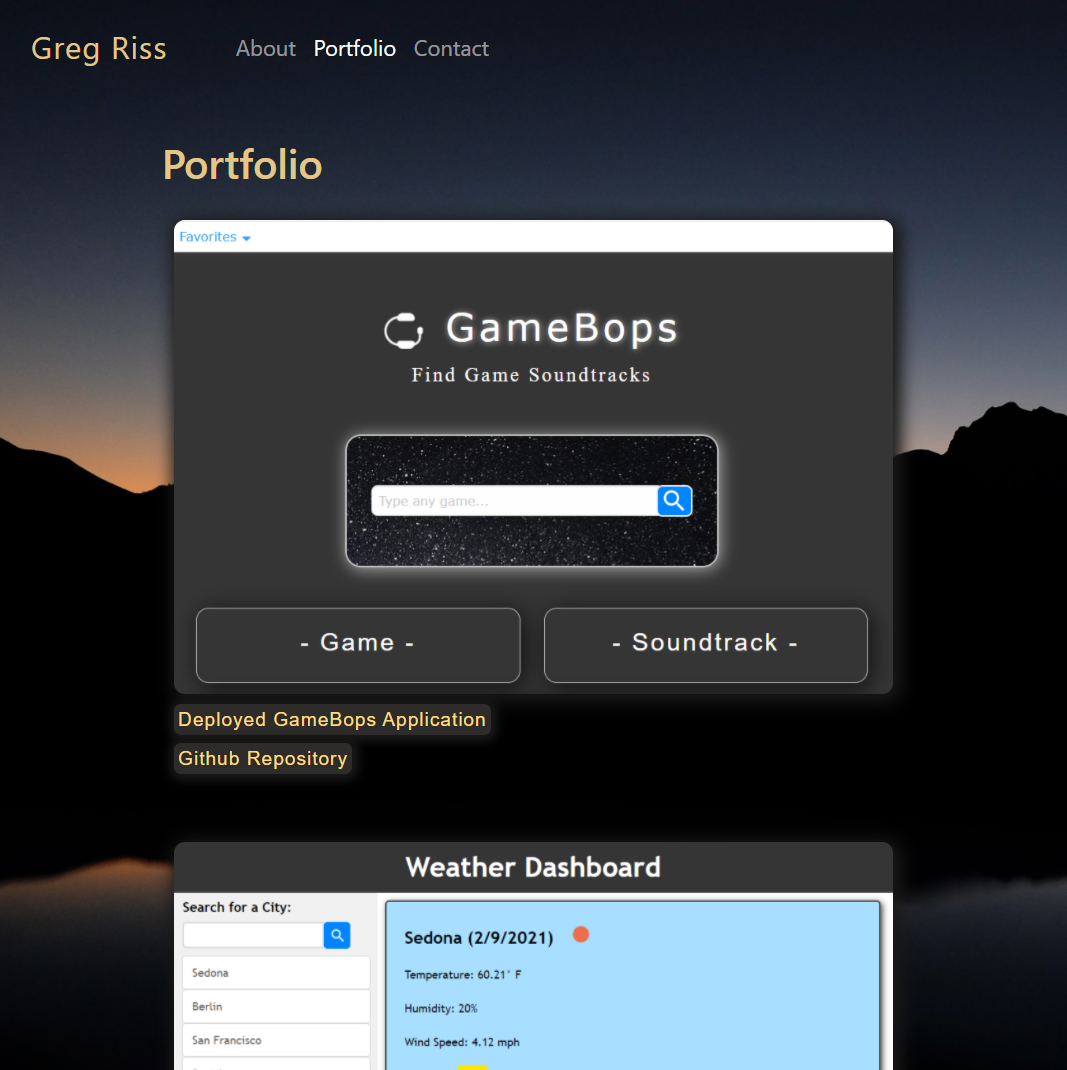 Greg Riss About Portfolio Contact
Portfolio
Favorites
GameBops
Find Game Soundtracks
Type any game...
- Game - - Soundtrack -
Deployed GameBops Application
Github Repository
Weather Dashboard
Search for a City:
Sedona
Berlin
San Francisco
Sedona (2/9/2021)
Temperature: 60.21° F
Humidity: 20%
Wind Speed: 4.12 mph